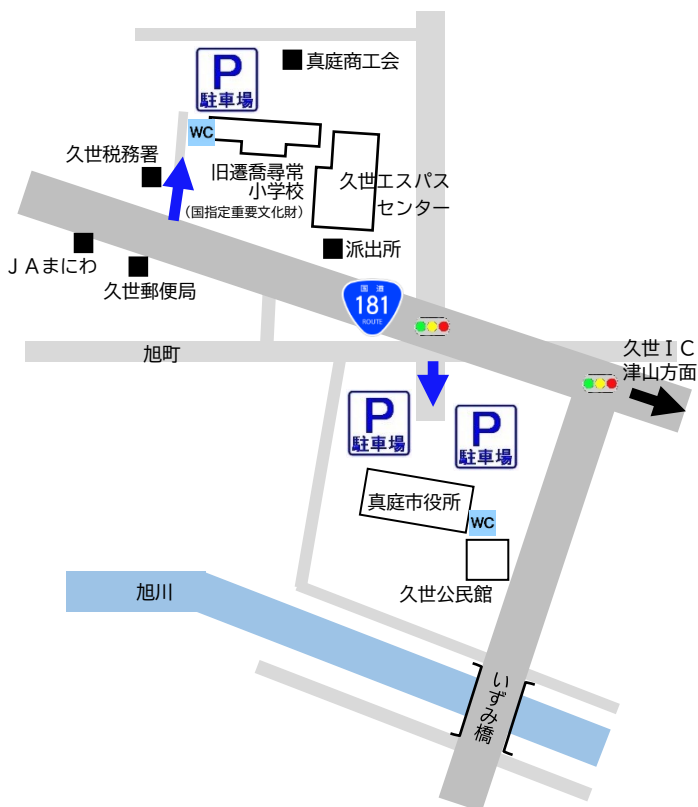 P
駐車場
真庭商工会
WC
久世税務署
旧遷喬尋常
小学校
（国指定重要文化財）
久世エスパス
センター
派出所
ＪＡまにわ
久世郵便局
国道
181
ROUTE
旭町
久世ＩＣ
津山方面
P
駐車場
P
駐車場
真庭市役所
WC
久世公民館
旭川
いずみ橋